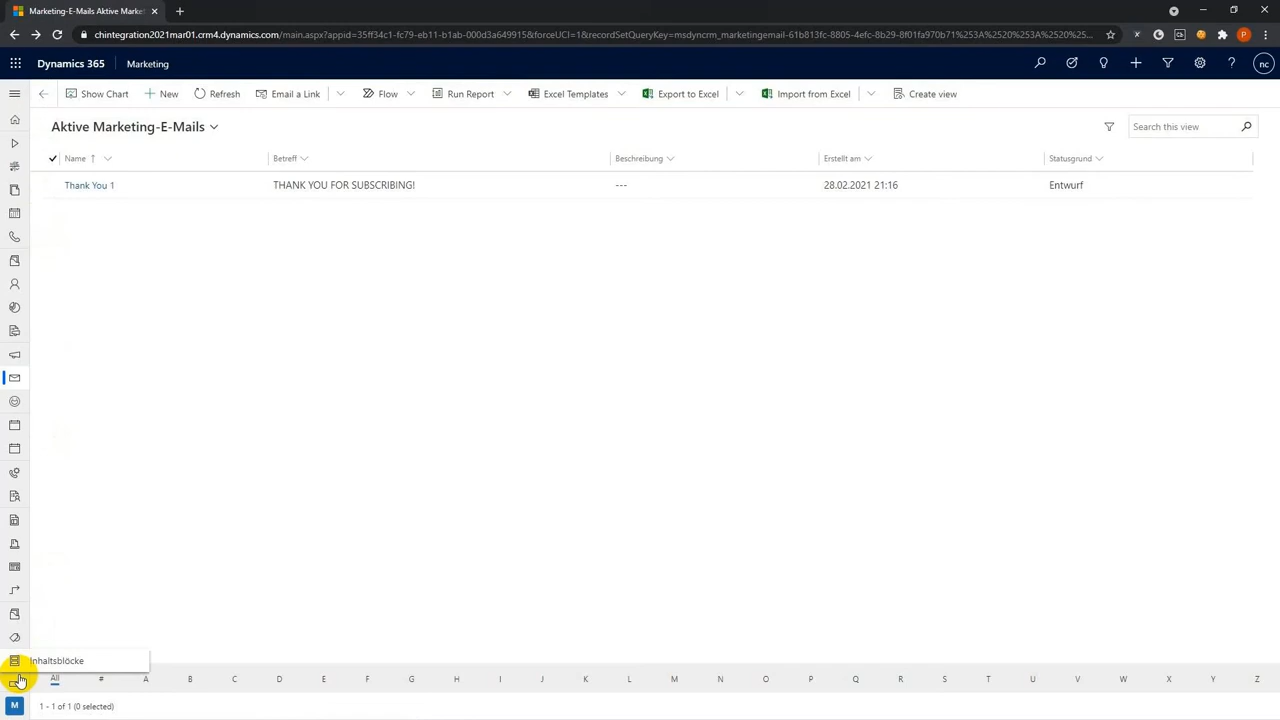 Marketing-E-Mails Aktive Market
chintegration2021mar01.crm4.dynamics.com/main.aspx?appid=35ff34c1-fc79-eb11-b1ab-000d3a649915&forceUCI=1&recordSetQueryKey=msdyncrm_marketingemail-61b813fc-8805-4efc-8b29-8f01fa970b71%253A%2520%253A%2520%25...
P
Dynamics 365 Marketing
nc
Show Chart New Refresh Email a Link Flow Run Report Excel Templates Export to Excel Import from Excel Create view
Aktive Marketing-E-Mails
Search this view
Name Betreff Beschreibung Erstellt am Statusgrund
Thank You 1 THANK YOU FOR SUBSCRIBING! --- 28.02.2021 21:16 Entwurf
Inhaltsblöcke
All # A B C D E F G H I J K L M N O P Q R S T U V W X Y Z
M 1 - 1 of 1 (0 selected)